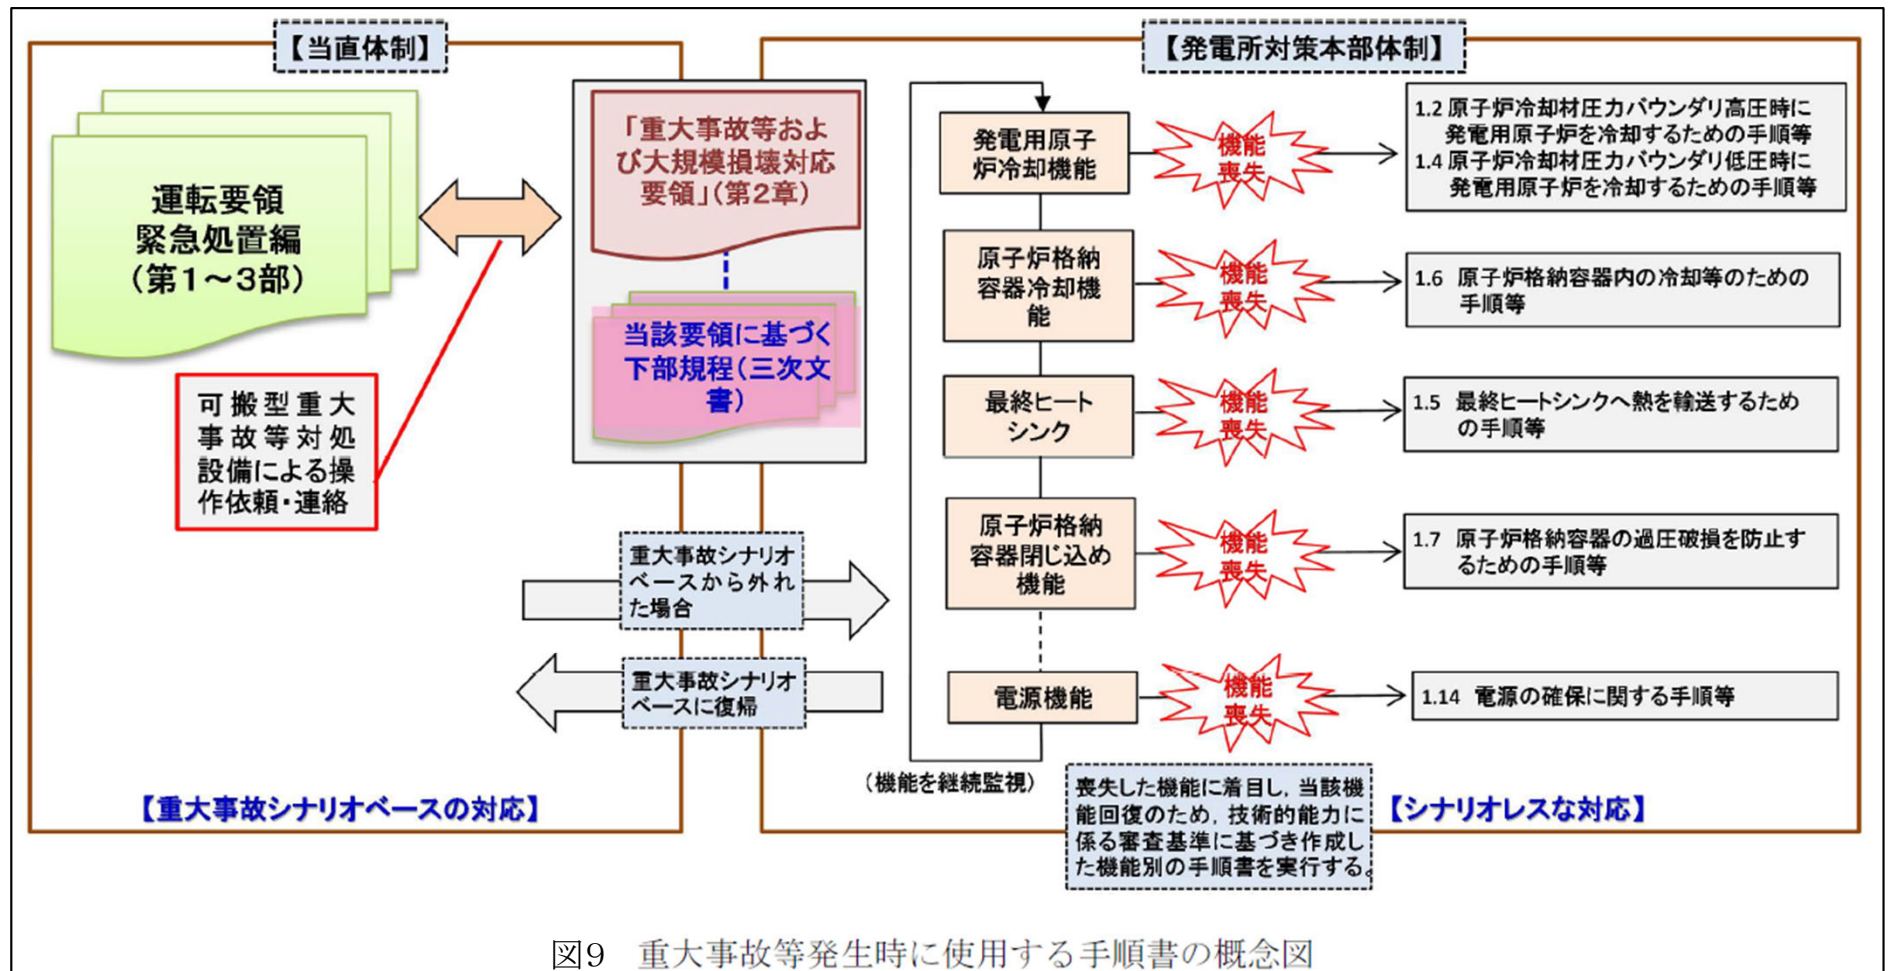 【当直体制】
運転要領
緊急処置編
（第１～３部）
可搬型重大
事故等対処
設備による操
作依頼・連絡
「重大事故等およ
び大規模損壊対応
要領」（第２章）
当該要領に基づく
下部規程（三次文
書）
重大事故シナリオ
ベースから外れ
た場合
重大事故シナリオ
ベースに復帰
【重大事故シナリオベースの対応】
【発電所対策本部体制】
発電用原子
炉冷却機能
機能
喪失
1.2 原子炉冷却材圧力バウンダリ高圧時に
発電用原子炉を冷却するための手順等
1.4 原子炉冷却材圧力バウンダリ低圧時に
発電用原子炉を冷却するための手順等
原子炉格納
容器冷却機
能
機能
喪失
1.6 原子炉格納容器内の冷却等のための
手順等
最終ヒート
シンク
機能
喪失
1.5 最終ヒートシンクへ熱を輸送するため
の手順等
原子炉格納
容器閉じ込め
機能
機能
喪失
1.7 原子炉格納容器の過圧破損を防止す
るための手順等
電源機能
機能
喪失
1.14 電源の確保に関する手順等
（機能を継続監視）
喪失した機能に着目し，当該機
能回復のため，技術的能力に
係る審査基準に基づき作成し
た機能別の手順書を実行する。
【シナリオレスな対応】
図9　重大事故等発生時に使用する手順書の概念図